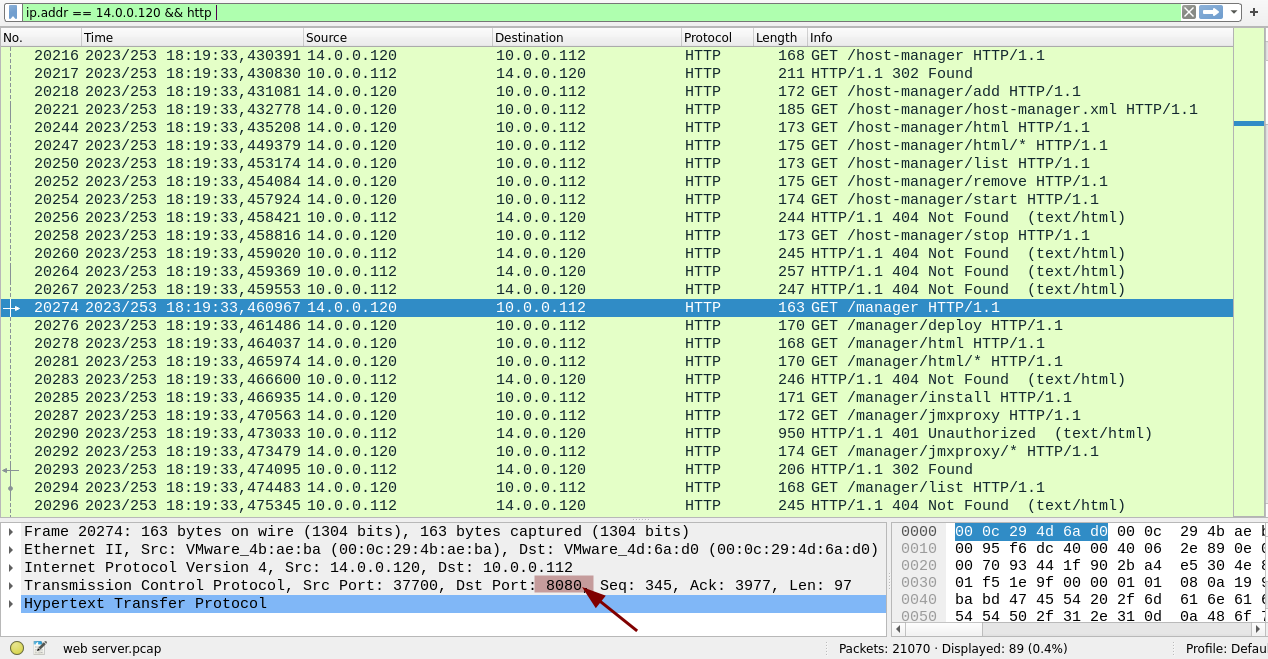 ip.addr == 14.0.0.120 && http
No. Time Source Destination Protocol Length Info
20216 2023/253 18:19:33,430391 14.0.0.120 10.0.0.112 HTTP 168 GET /host-manager HTTP/1.1
20217 2023/253 18:19:33,430830 10.0.0.112 14.0.0.120 HTTP 211 HTTP/1.1 302 Found
20218 2023/253 18:19:33,431081 14.0.0.120 10.0.0.112 HTTP 172 GET /host-manager/add HTTP/1.1
20221 2023/253 18:19:33,432778 14.0.0.120 10.0.0.112 HTTP 185 GET /host-manager/host-manager.xml HTTP/1.1
20244 2023/253 18:19:33,435208 14.0.0.120 10.0.0.112 HTTP 173 GET /host-manager/html HTTP/1.1
20247 2023/253 18:19:33,449379 14.0.0.120 10.0.0.112 HTTP 175 GET /host-manager/html/* HTTP/1.1
20250 2023/253 18:19:33,453174 14.0.0.120 10.0.0.112 HTTP 173 GET /host-manager/list HTTP/1.1
20252 2023/253 18:19:33,454084 14.0.0.120 10.0.0.112 HTTP 175 GET /host-manager/remove HTTP/1.1
20254 2023/253 18:19:33,457924 14.0.0.120 10.0.0.112 HTTP 174 GET /host-manager/start HTTP/1.1
20256 2023/253 18:19:33,458421 10.0.0.112 14.0.0.120 HTTP 244 HTTP/1.1 404 Not Found (text/html)
20258 2023/253 18:19:33,458816 14.0.0.120 10.0.0.112 HTTP 173 GET /host-manager/stop HTTP/1.1
20260 2023/253 18:19:33,459020 10.0.0.112 14.0.0.120 HTTP 245 HTTP/1.1 404 Not Found (text/html)
20264 2023/253 18:19:33,459369 10.0.0.112 14.0.0.120 HTTP 257 HTTP/1.1 404 Not Found (text/html)
20267 2023/253 18:19:33,459553 10.0.0.112 14.0.0.120 HTTP 247 HTTP/1.1 404 Not Found (text/html)
20274 2023/253 18:19:33,460967 14.0.0.120 10.0.0.112 HTTP 163 GET /manager HTTP/1.1
20276 2023/253 18:19:33,461486 14.0.0.120 10.0.0.112 HTTP 170 GET /manager/deploy HTTP/1.1
20278 2023/253 18:19:33,464037 14.0.0.120 10.0.0.112 HTTP 168 GET /manager/html HTTP/1.1
20281 2023/253 18:19:33,465974 14.0.0.120 10.0.0.112 HTTP 170 GET /manager/html/* HTTP/1.1
20283 2023/253 18:19:33,466600 10.0.0.112 14.0.0.120 HTTP 246 HTTP/1.1 404 Not Found (text/html)
20285 2023/253 18:19:33,466935 14.0.0.120 10.0.0.112 HTTP 171 GET /manager/install HTTP/1.1
20287 2023/253 18:19:33,470563 14.0.0.120 10.0.0.112 HTTP 172 GET /manager/jmxproxy HTTP/1.1
20290 2023/253 18:19:33,473033 10.0.0.112 14.0.0.120 HTTP 950 HTTP/1.1 401 Unauthorized (text/html)
20292 2023/253 18:19:33,473479 14.0.0.120 10.0.0.112 HTTP 174 GET /manager/jmxproxy/* HTTP/1.1
20293 2023/253 18:19:33,474095 10.0.0.112 14.0.0.120 HTTP 206 HTTP/1.1 302 Found
20294 2023/253 18:19:33,474483 14.0.0.120 10.0.0.112 HTTP 168 GET /manager/list HTTP/1.1
20296 2023/253 18:19:33,475345 10.0.0.112 14.0.0.120 HTTP 245 HTTP/1.1 404 Not Found (text/html)
Frame 20274: 163 bytes on wire (1304 bits), 163 bytes captured (1304 bits)
Ethernet II, Src: VMware_4b:ae:ba (00:0c:29:4b:ae:ba), Dst: VMware_4d:6a:d0 (00:0c:29:4d:6a:d0)
Internet Protocol Version 4, Src: 14.0.0.120, Dst: 10.0.0.112
Transmission Control Protocol, Src Port: 37700, Dst Port: 8080, Seq: 345, Ack: 3977, Len: 97
Hypertext Transfer Protocol
0000 00 0c 29 4d 6a d0 00 0c 29 4b ae
0010 00 95 f6 dc 40 00 40 06 2e 89 0e
0020 00 70 93 44 1f 90 2b a4 e5 30 4e
0030 01 f5 1e 9f 00 00 01 01 08 0a 19
0040 ba bd 47 45 54 20 2f 6d 61 6e 61
0050 54 54 50 2f 31 2e 31 0d 0a 48 6f
web server.pcap
Packets: 21070 · Displayed: 89 (0.4%)
Profile: Defau